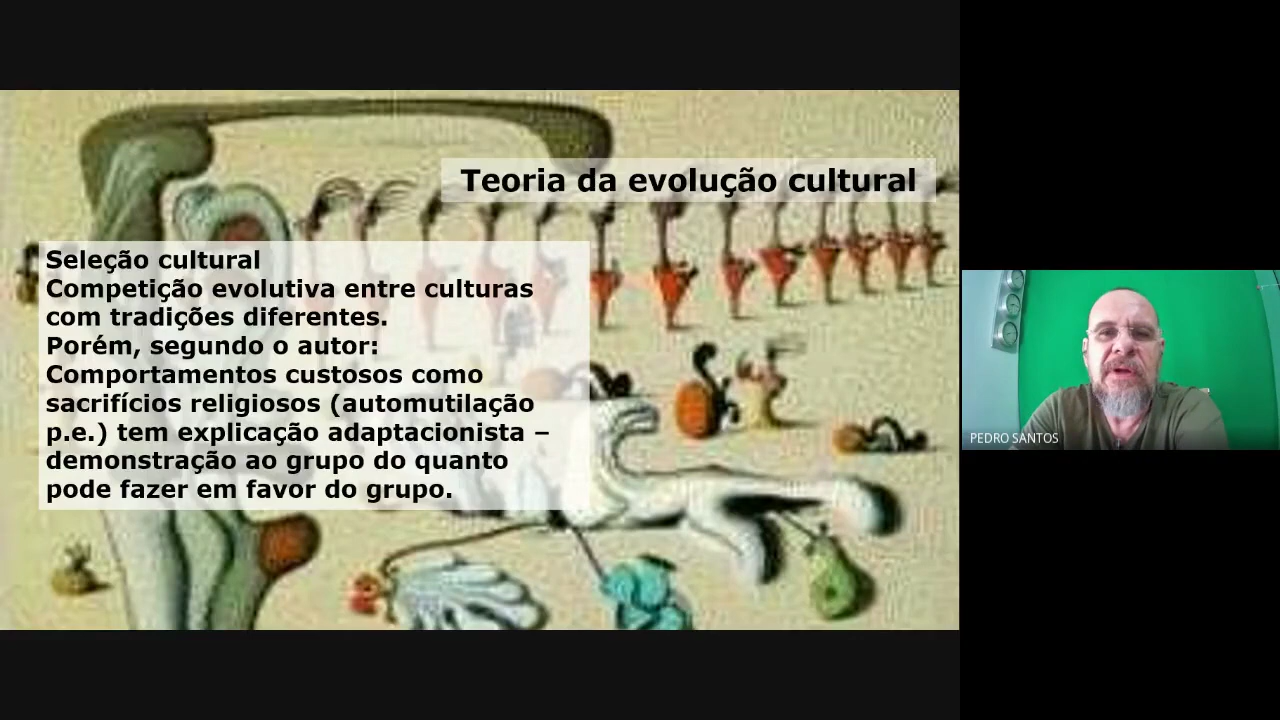 Teoria da evolução cultural
Seleção cultural
Competição evolutiva entre culturas
com tradições diferentes.
Porém, segundo o autor:
Comportamentos custosos como
sacrifícios religiosos (automutilação
p.e.) tem explicação adaptacionista –
demonstração ao grupo do quanto
pode fazer em favor do grupo.
PEDRO SANTOS